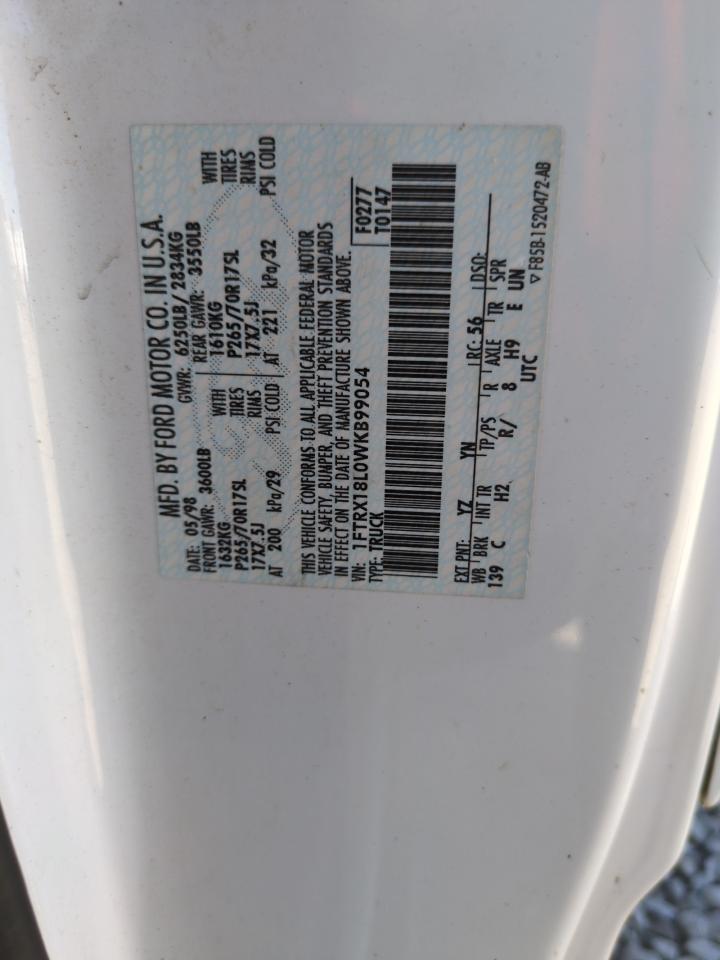 MFD. BY FORD MOTOR CO. IN U.S.A.
DATE: 05/98 GVWR: 6250LB/ 2834KG
FRONT GAWR: 3600LB REAR GAWR: 3550LB
1632KG WITH 1610KG WITH
P265/70R17SL TIRES P265/70R17SL TIRES
17X7.5J RIMS 17X7.5J RIMS
AT 200 kPa/29 PSI COLD AT 221 kPa/32 PSI COLD
THIS VEHICLE CONFORMS TO ALL APPLICABLE FEDERAL MOTOR
VEHICLE SAFETY, BUMPER, AND THEFT PREVENTION STANDARDS
IN EFFECT ON THE DATE OF MANUFACTURE SHOWN ABOVE.
VIN: 1FTRX18L0WKB99054 F0277
TYPE: TRUCK T0147
EXT PNT: YZ YN RC: 56 DSO:
WB BRK INT TR TP/PS R AXLE TR SPR
139 C H2 R/ 8 H9 E UN
UTC
▽ F85B-1520472-AB